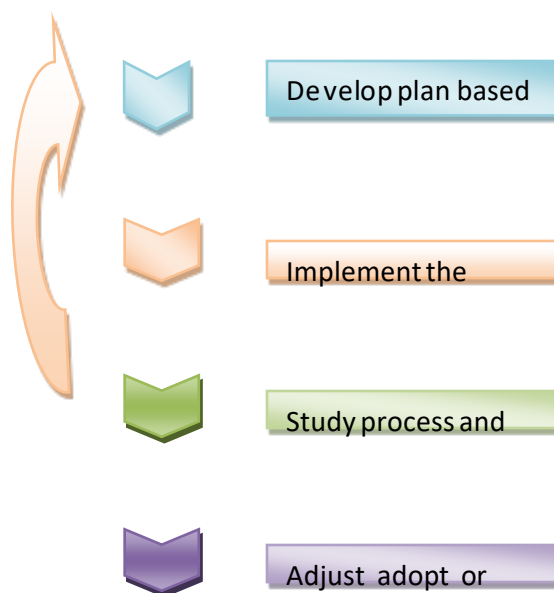 Develop plan based
Implement the
Study process and
Adjust adopt or